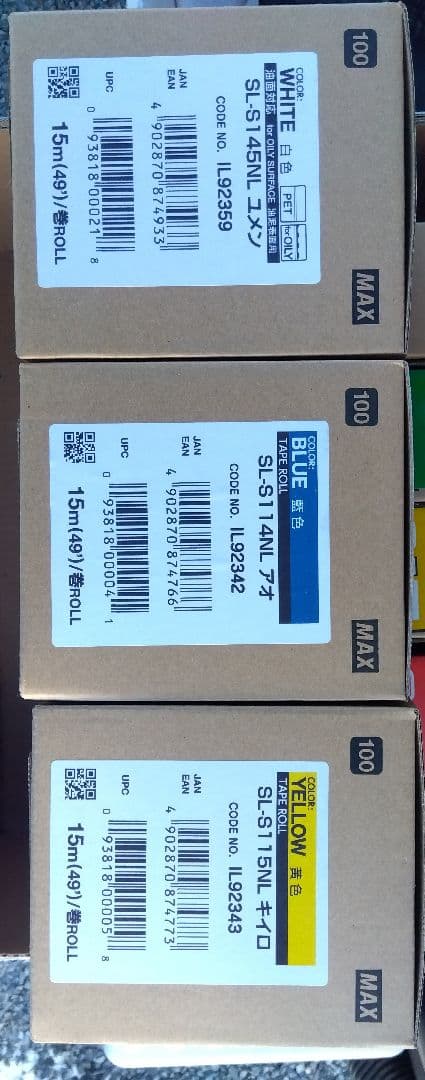 100
COLOR:
WHITE 白色
PET
for OILY
油面対応 for OILY SURFACE 油泥表面用
SL-S145NL ユメン
CODE NO. IL92359
JAN
EAN
4 902870 874933
UPC
0 93818 00021 8
15m(49')/巻ROLL
MAX
100
COLOR:
BLUE 藍色
TAPE ROLL
SL-S114NL アオ
CODE NO. IL92342
JAN
EAN
4 902870 874766
UPC
0 93818 00004 1
15m(49')/巻ROLL
MAX
100
COLOR:
YELLOW 黃色
TAPE ROLL
SL-S115NL キイロ
CODE NO. IL92343
JAN
EAN
4 902870 874773
UPC
0 93818 00005 8
15m(49')/巻ROLL
MAX